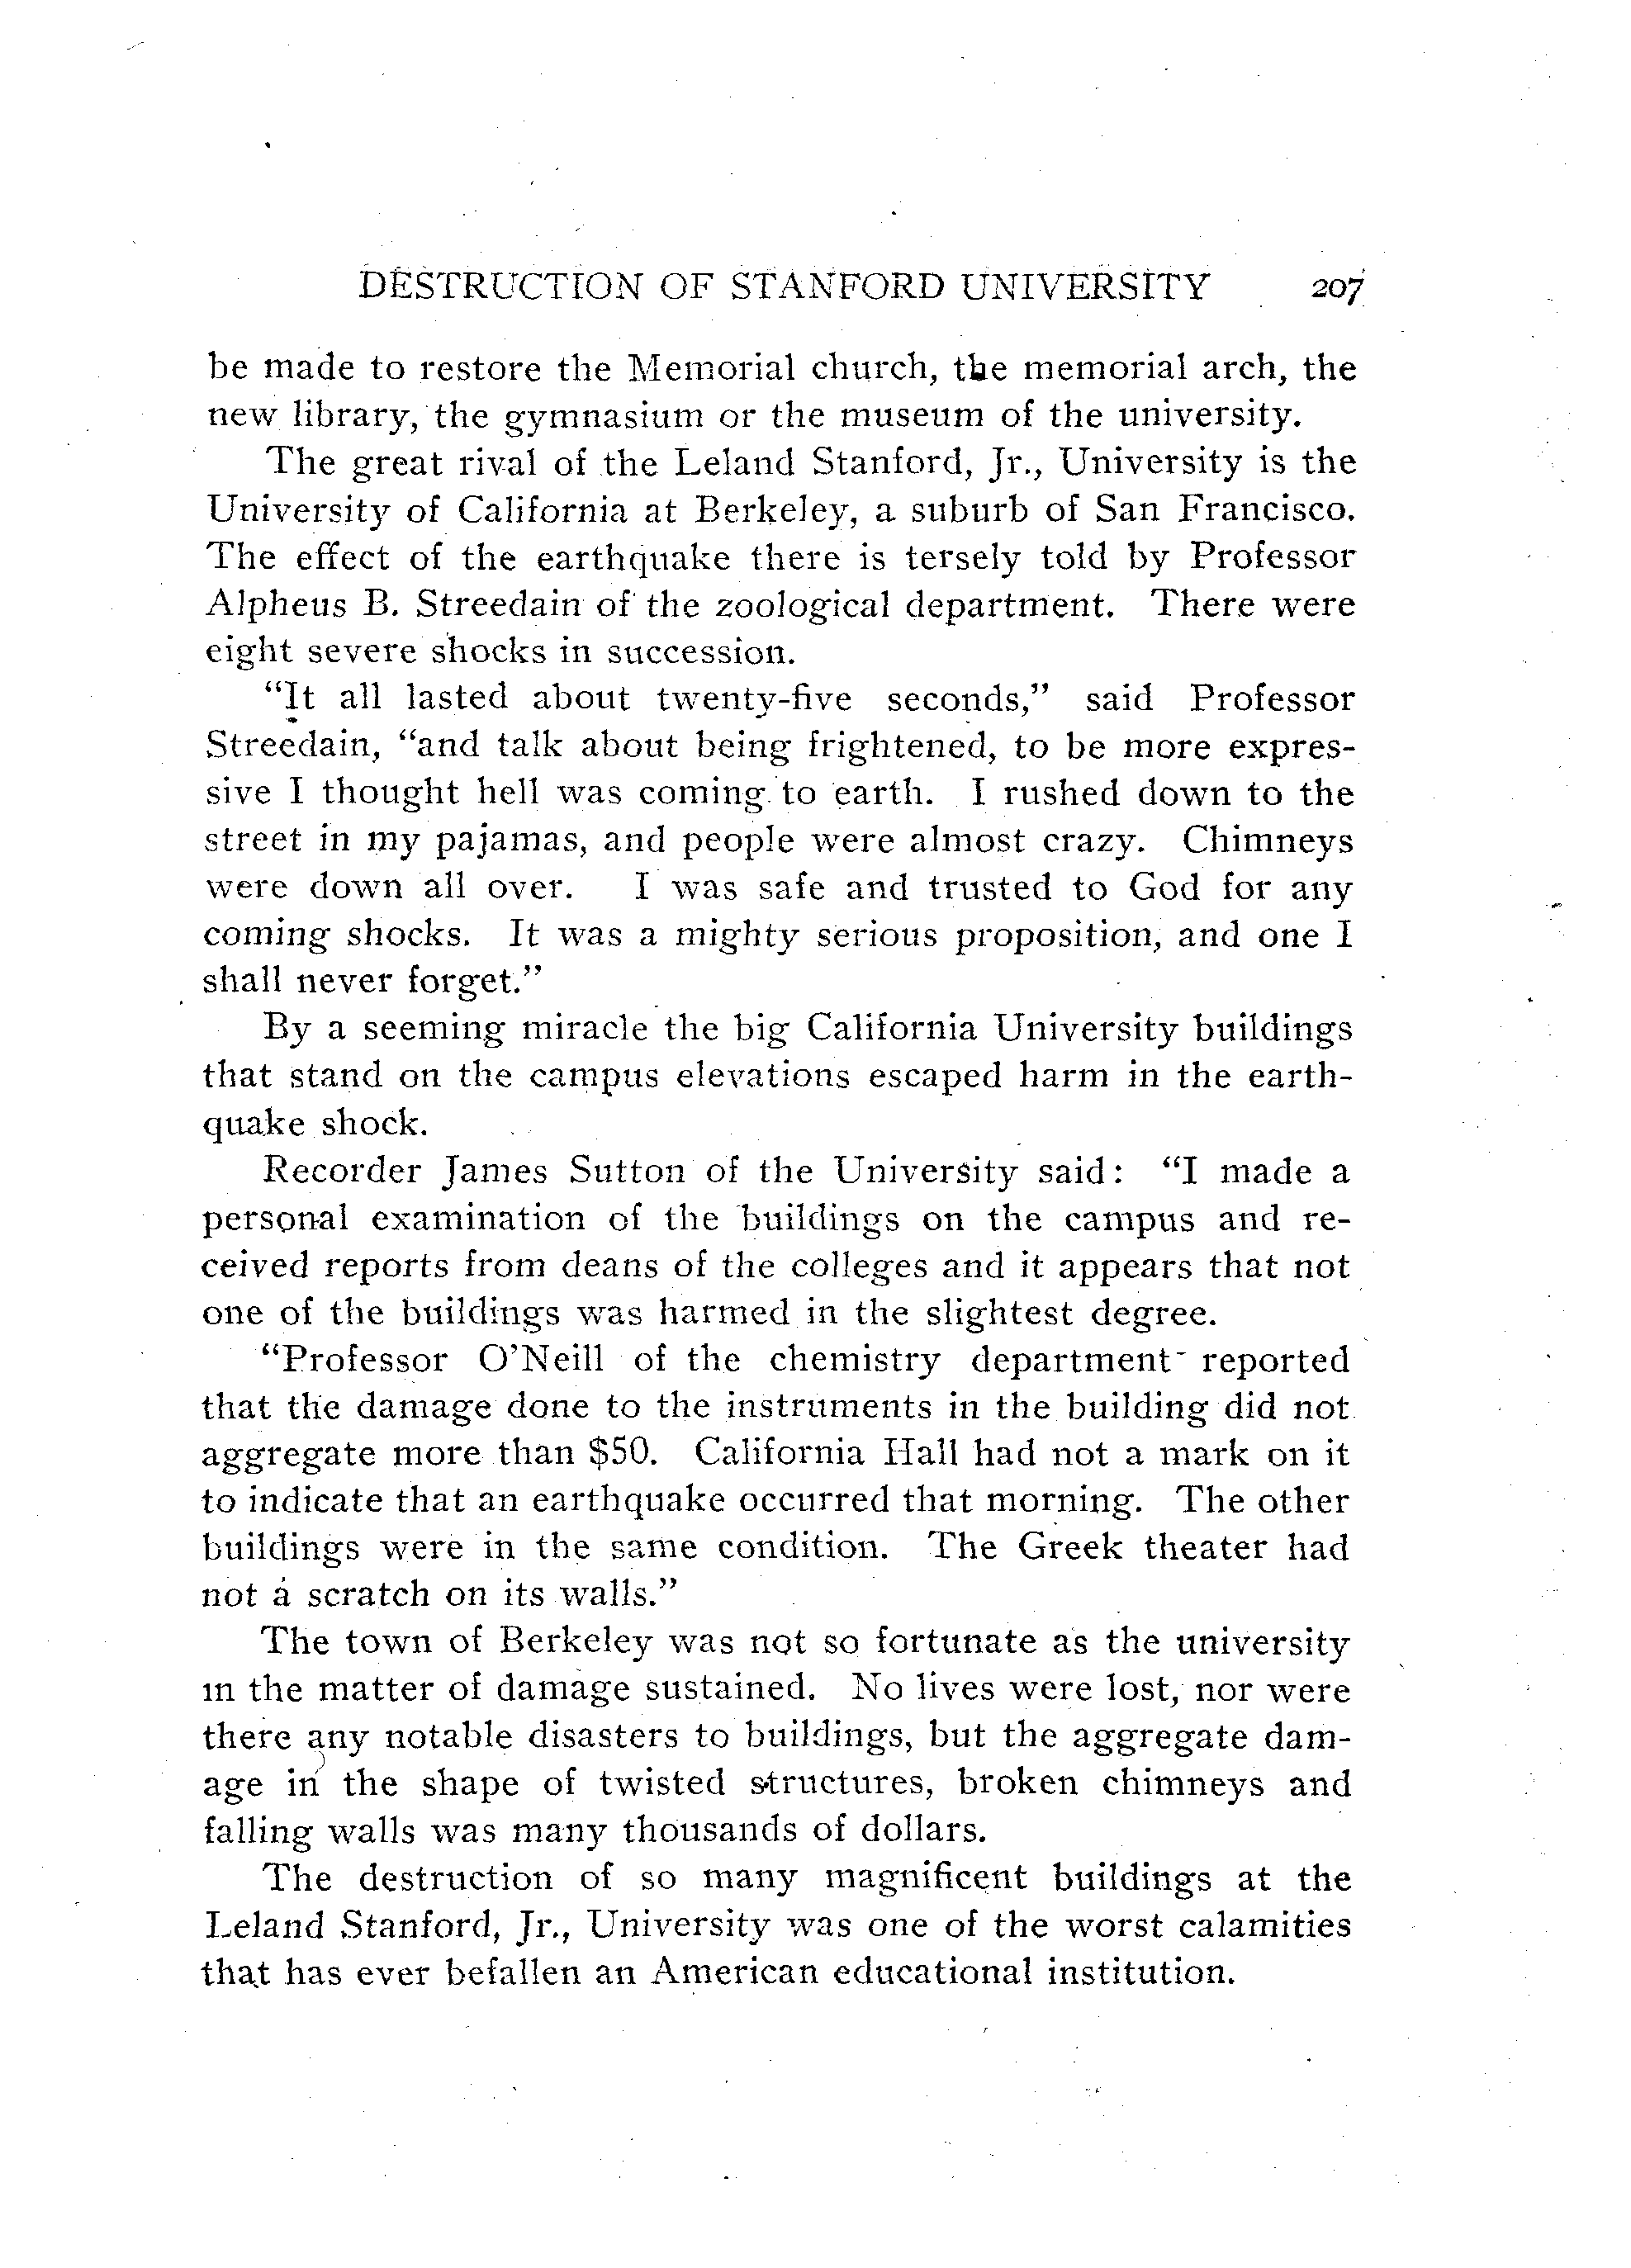 DESTRUCTION OF STANFORD UNIVERSITY 207
be made to restore the Memorial church, the memorial arch, the
new library, the gymnasium or the museum of the university.
The great rival of the Leland Stanford, Jr., University is the
University of California at Berkeley, a suburb of San Francisco.
The effect of the earthquake there is tersely told by Professor
Alpheus B. Streedain of the zoological department. There were
eight severe shocks in succession.
“It all lasted about twenty-five seconds,” said Professor
Streedain, “and talk about being frightened, to be more expres-
sive I thought hell was coming to earth. I rushed down to the
street in my pajamas, and people were almost crazy. Chimneys
were down all over. I was safe and trusted to God for any
coming shocks. It was a mighty serious proposition, and one I
shall never forget.”
By a seeming miracle the big California University buildings
that stand on the campus elevations escaped harm in the earth-
quake shock.
Recorder James Sutton of the University said: “I made a
personal examination of the buildings on the campus and re-
ceived reports from deans of the colleges and it appears that not
one of the buildings was harmed in the slightest degree.
“Professor O’Neill of the chemistry department reported
that the damage done to the instruments in the building did not
aggregate more than $50. California Hall had not a mark on it
to indicate that an earthquake occurred that morning. The other
buildings were in the same condition. The Greek theater had
not a scratch on its walls.”
The town of Berkeley was not so fortunate as the university
in the matter of damage sustained. No lives were lost, nor were
there any notable disasters to buildings, but the aggregate dam-
age in the shape of twisted structures, broken chimneys and
falling walls was many thousands of dollars.
The destruction of so many magnificent buildings at the
Leland Stanford, Jr., University was one of the worst calamities
that has ever befallen an American educational institution.